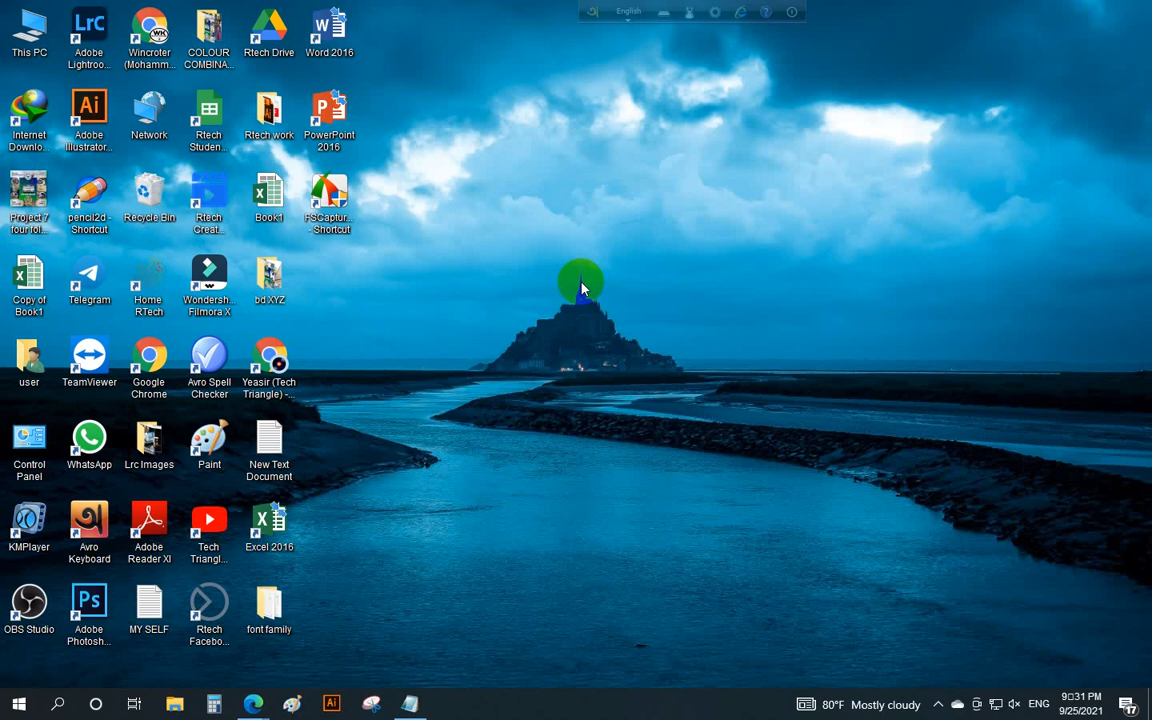 English
This PC
Adobe
Lightroo...
Wincroter
(Mohamm...
COLOUR
COMBINA...
Rtech Drive
Word 2016
Internet
Downlo...
Adobe
Illustrator...
Network
Rtech
Studen...
Rtech work
PowerPoint
2016
Project 7
four fol...
pencil2d -
Shortcut
Recycle Bin
Rtech
Creat...
Book1
FSCaptur...
- Shortcut
Copy of
Book1
Telegram
Home
RTech
Wondersh...
Filmora X
bd XYZ
user
TeamViewer
Google
Chrome
Avro Spell
Checker
Yeasir (Tech
Triangle) -...
Control
Panel
WhatsApp
Lrc Images
Paint
New Text
Document
KMPlayer
Avro
Keyboard
Adobe
Reader XI
Tech
Triangl...
Excel 2016
OBS Studio
Adobe
Photosh...
MY SELF
Rtech
Facebo...
font family
80°F Mostly cloudy
ENG
9:31 PM
9/25/2021
17